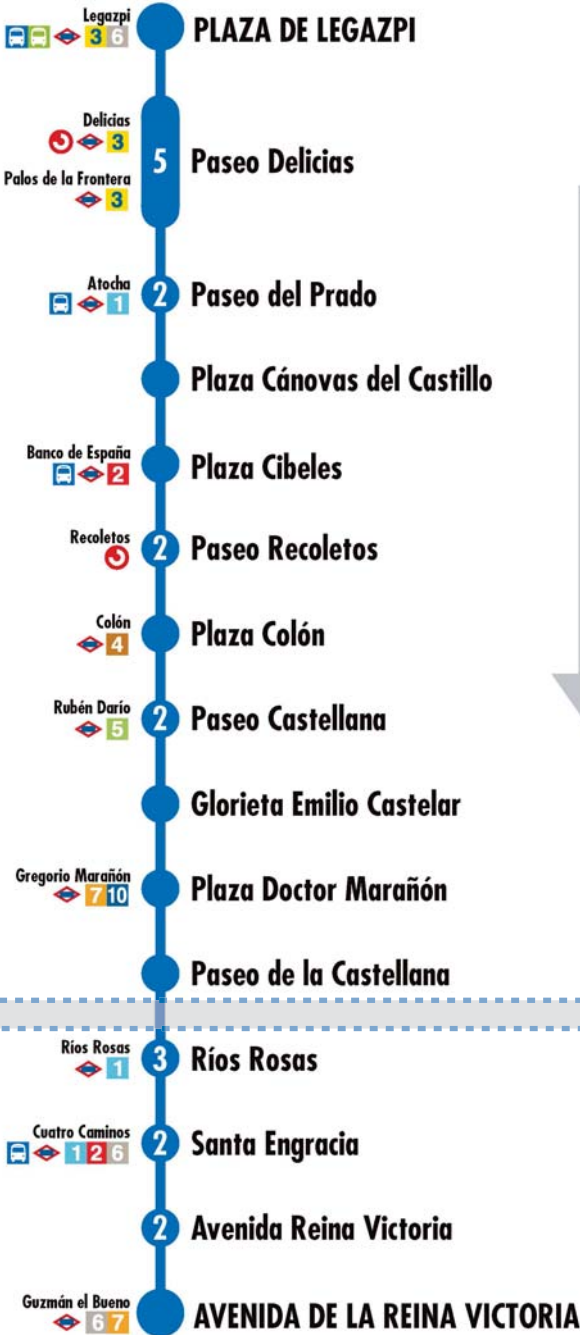 Legazpi
3 6
PLAZA DE LEGAZPI
Delicias
3
5
Paseo Delicias
Palos de la Frontera
3
Atocha
1
2
Paseo del Prado
Plaza Cánovas del Castillo
Banco de España
2
Plaza Cibeles
Recoletos
2
Paseo Recoletos
Colón
4
Plaza Colón
Rubén Darío
5
2
Paseo Castellana
Glorieta Emilio Castelar
Gregorio Marañón
7 10
Plaza Doctor Marañón
Paseo de la Castellana
Ríos Rosas
1
3
Ríos Rosas
Cuatro Caminos
1 2 6
2
Santa Engracia
2
Avenida Reina Victoria
Guzmán el Bueno
6 7
AVENIDA DE LA REINA VICTORIA